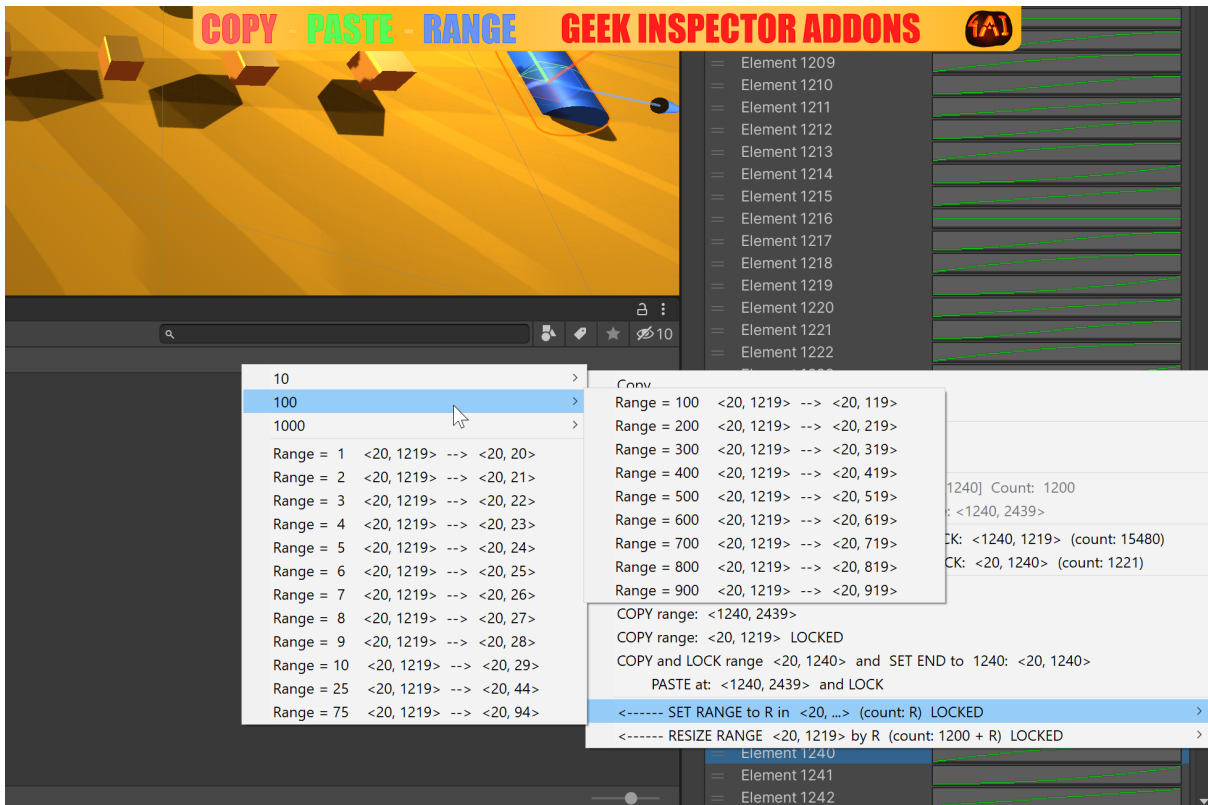 COPY - PASTE - RANGE GEEK INSPECTOR ADDONS 4AI
Element 1209
Element 1210
Element 1211
Element 1212
Element 1213
Element 1214
Element 1215
Element 1216
Element 1217
Element 1218
Element 1219
Element 1220
Element 1221
Element 1222
10
10
100
1000
Range = 1 <20, 1219> --> <20, 20>
Range = 2 <20, 1219> --> <20, 21>
Range = 3 <20, 1219> --> <20, 22>
Range = 4 <20, 1219> --> <20, 23>
Range = 5 <20, 1219> --> <20, 24>
Range = 6 <20, 1219> --> <20, 25>
Range = 7 <20, 1219> --> <20, 26>
Range = 8 <20, 1219> --> <20, 27>
Range = 9 <20, 1219> --> <20, 28>
Range = 10 <20, 1219> --> <20, 29>
Range = 25 <20, 1219> --> <20, 44>
Range = 75 <20, 1219> --> <20, 94>
Copy
Range = 100 <20, 1219> --> <20, 119>
Range = 200 <20, 1219> --> <20, 219>
Range = 300 <20, 1219> --> <20, 319>
Range = 400 <20, 1219> --> <20, 419>
Range = 500 <20, 1219> --> <20, 519>
Range = 600 <20, 1219> --> <20, 619>
Range = 700 <20, 1219> --> <20, 719>
Range = 800 <20, 1219> --> <20, 819>
Range = 900 <20, 1219> --> <20, 919>
1240] Count: 1200
: <1240, 2439>
CK: <1240, 1219> (count: 15480)
CK: <20, 1240> (count: 1221)
COPY range: <1240, 2439>
COPY range: <20, 1219> LOCKED
COPY and LOCK range <20, 1240> and SET END to 1240: <20, 1240>
PASTE at: <1240, 2439> and LOCK
<------ SET RANGE to R in <20, ...> (count: R) LOCKED
<------ RESIZE RANGE <20, 1219> by R (count: 1200 + R) LOCKED
Element 1240
Element 1241
Element 1242